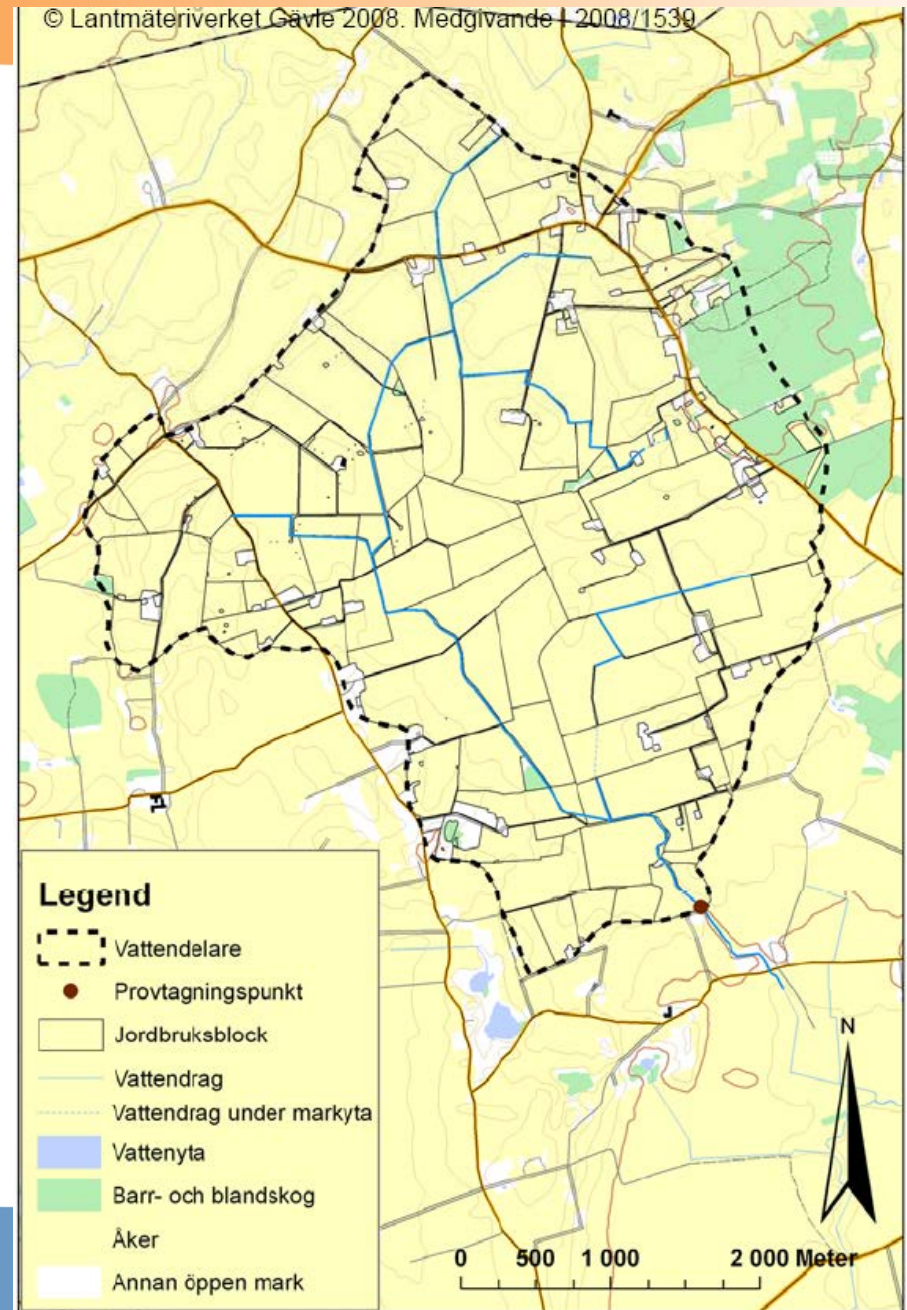 © Lantmäteriverket Gävle 2008. Medgivande I 2008/1539
Legend
Vattendelare
Provtagningspunkt
Jordbruksblock
Vattendrag
Vattendrag under markyta
Vattenyta
Barr- och blandskog
Åker
Annan öppen mark
N
0 500 1 000 2 000 Meter